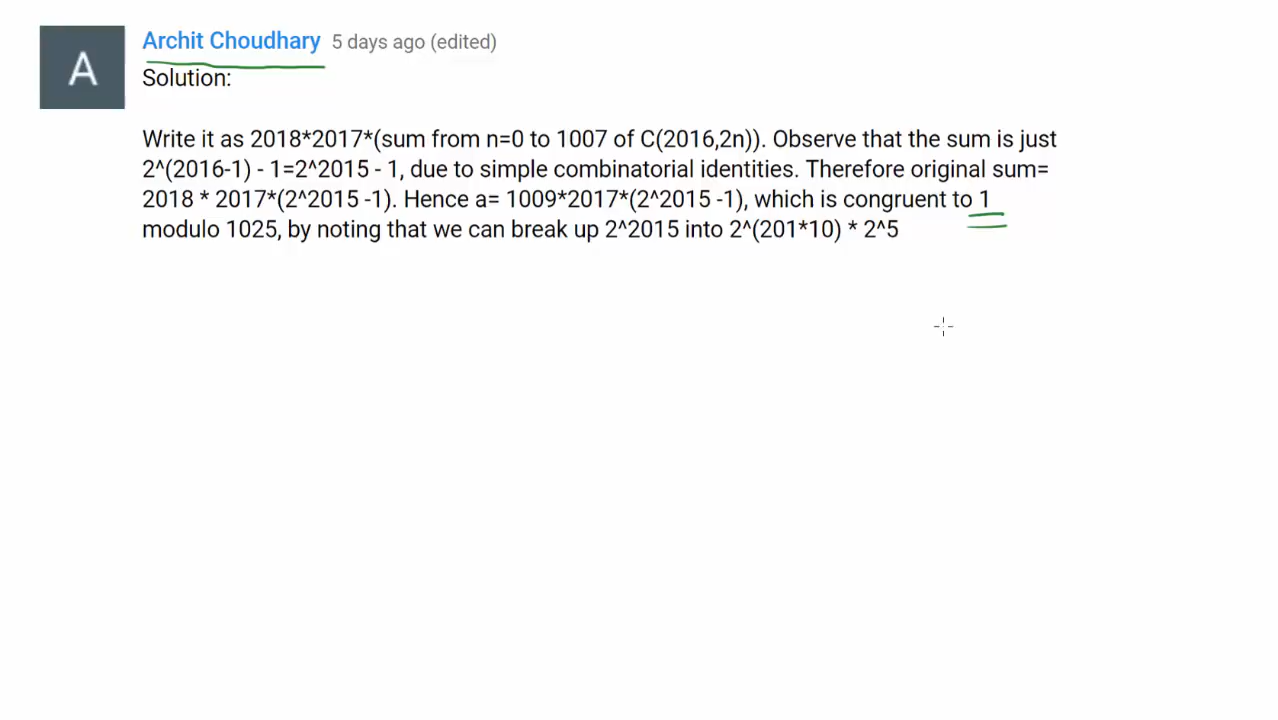 A
Archit Choudhary 5 days ago (edited)
Solution:
Write it as 2018*2017*(sum from n=0 to 1007 of C(2016,2n)). Observe that the sum is just
2^(2016-1) - 1=2^2015 - 1, due to simple combinatorial identities. Therefore original sum=
2018 * 2017*(2^2015 -1). Hence a= 1009*2017*(2^2015 -1), which is congruent to 1
modulo 1025, by noting that we can break up 2^2015 into 2^(201*10) * 2^5